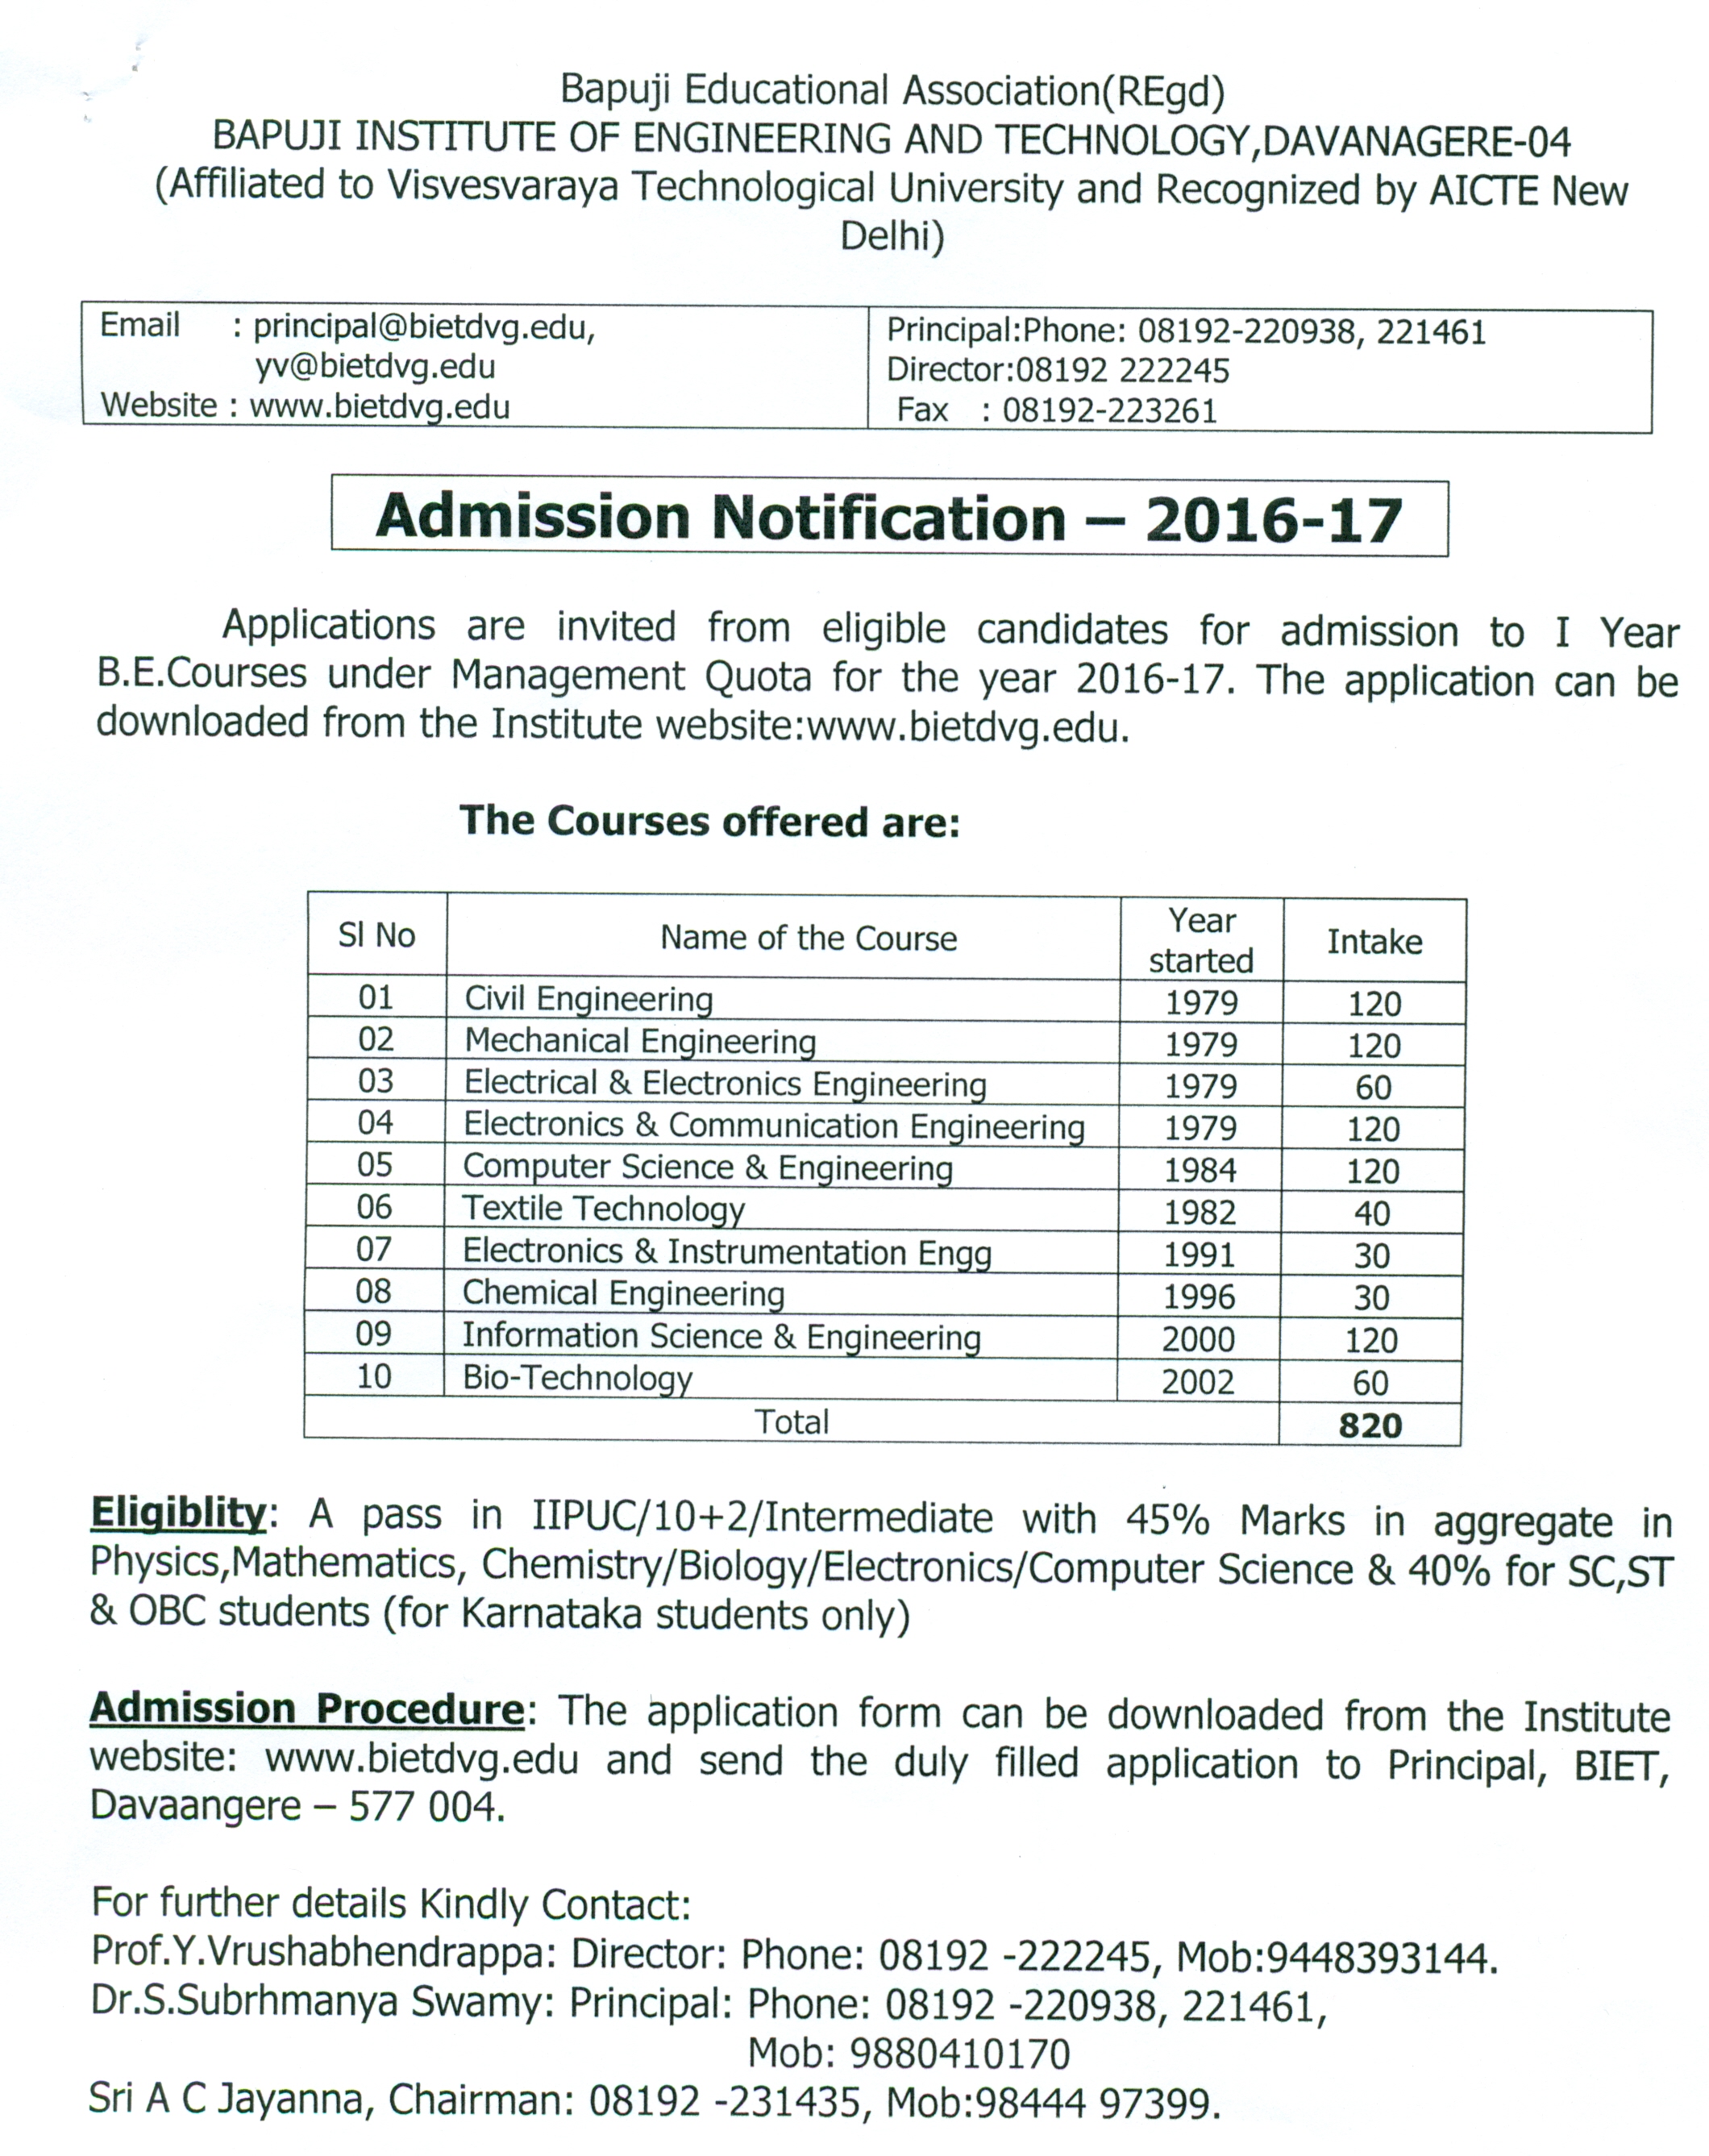 Bapuji Educational Association(REgd)
BAPUJI INSTITUTE OF ENGINEERING AND TECHNOLOGY,DAVANAGERE-04
(Affiliated to Visvesvaraya Technological University and Recognized by AICTE New
Delhi)
Email : principal@bietdvg.edu,
yv@bietdvg.edu
Website : www.bietdvg.edu
Principal:Phone: 08192-220938, 221461
Director:08192 222245
Fax : 08192-223261
Admission Notification – 2016-17
Applications are invited from eligible candidates for admission to I Year
B.E.Courses under Management Quota for the year 2016-17. The application can be
downloaded from the Institute website:www.bietdvg.edu.
The Courses offered are:
Sl No Name of the Course Year started Intake
01 Civil Engineering 1979 120
02 Mechanical Engineering 1979 120
03 Electrical & Electronics Engineering 1979 60
04 Electronics & Communication Engineering 1979 120
05 Computer Science & Engineering 1984 120
06 Textile Technology 1982 40
07 Electronics & Instrumentation Engg 1991 30
08 Chemical Engineering 1996 30
09 Information Science & Engineering 2000 120
10 Bio-Technology 2002 60
Total 820
Eligiblity: A pass in IIPUC/10+2/Intermediate with 45% Marks in aggregate in
Physics,Mathematics, Chemistry/Biology/Electronics/Computer Science & 40% for SC,ST
& OBC students (for Karnataka students only)
Admission Procedure: The application form can be downloaded from the Institute
website: www.bietdvg.edu and send the duly filled application to Principal, BIET,
Davaangere – 577 004.
For further details Kindly Contact:
Prof.Y.Vrushabhendrappa: Director: Phone: 08192 -222245, Mob:9448393144.
Dr.S.Subrhmanya Swamy: Principal: Phone: 08192 -220938, 221461,
Mob: 9880410170
Sri A C Jayanna, Chairman: 08192 -231435, Mob:98444 97399.